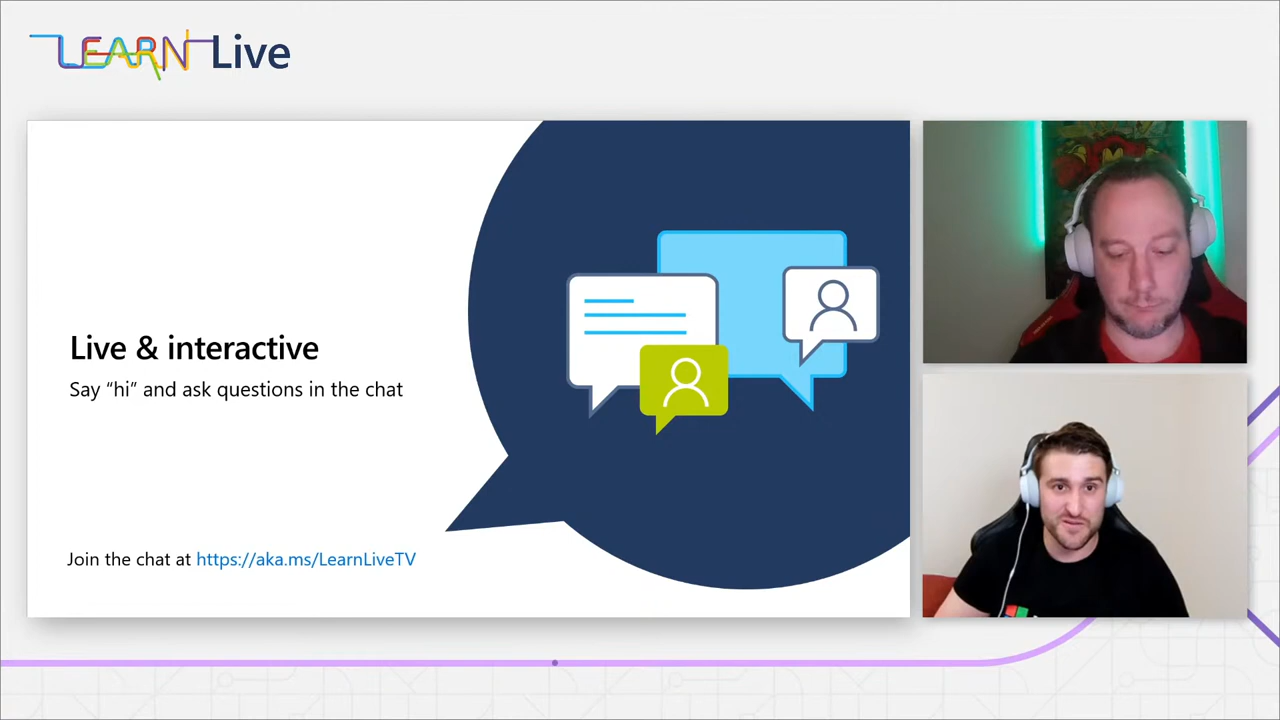 LEARN Live
Live & interactive
Say “hi” and ask questions in the chat
Join the chat at https://aka.ms/LearnLiveTV